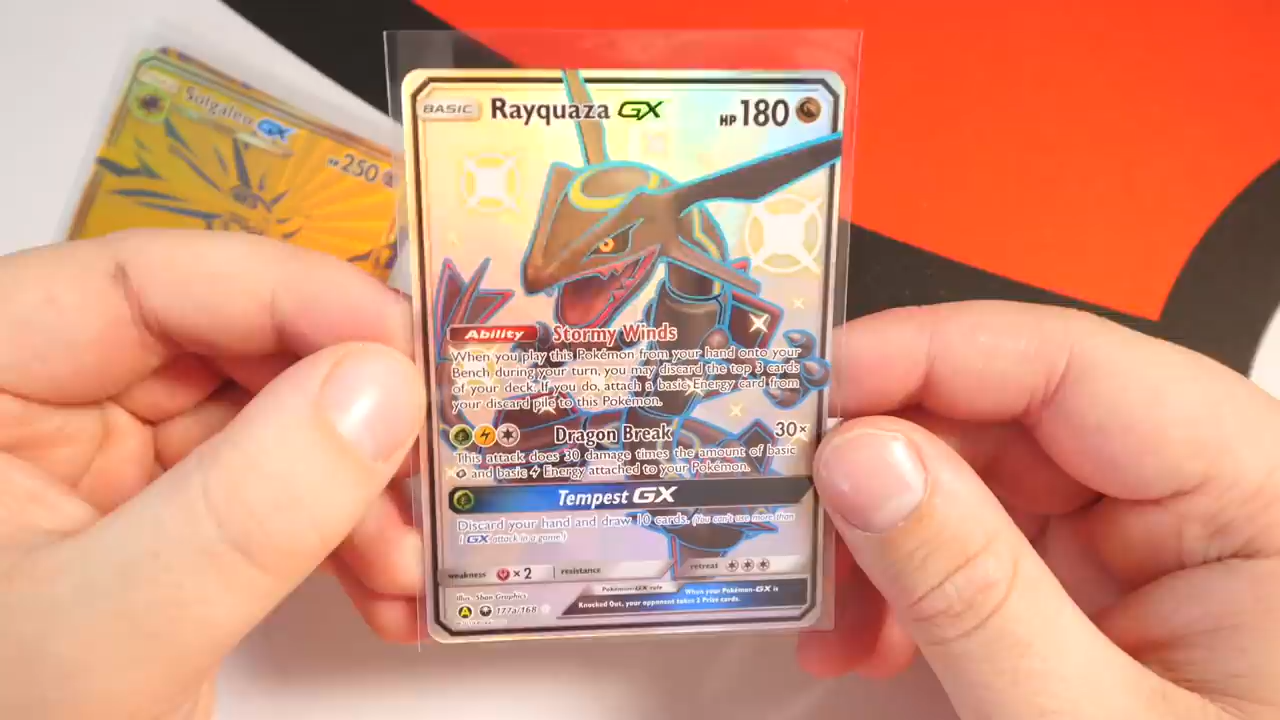 Solgaleo GX
HP 250
BASIC Rayquaza GX HP 180
Ability Stormy Winds
When you play this Pokémon from your hand onto your
Bench during your turn, you may discard the top 3 cards
of your deck. If you do, attach a basic Energy card from
your discard pile to this Pokémon.
Dragon Break 30×
This attack does 30 damage times the amount of basic
and basic Energy attached to your Pokémon.
Tempest GX
Discard your hand and draw 10 cards. (You can't use more than
1 GX attack in a game.)
weakness ×2 resistance retreat
Pokémon-GX rule
When your Pokémon-GX is
Knocked Out, your opponent takes 2 Prize cards.
Illus. 5ban Graphics
A 177a/168